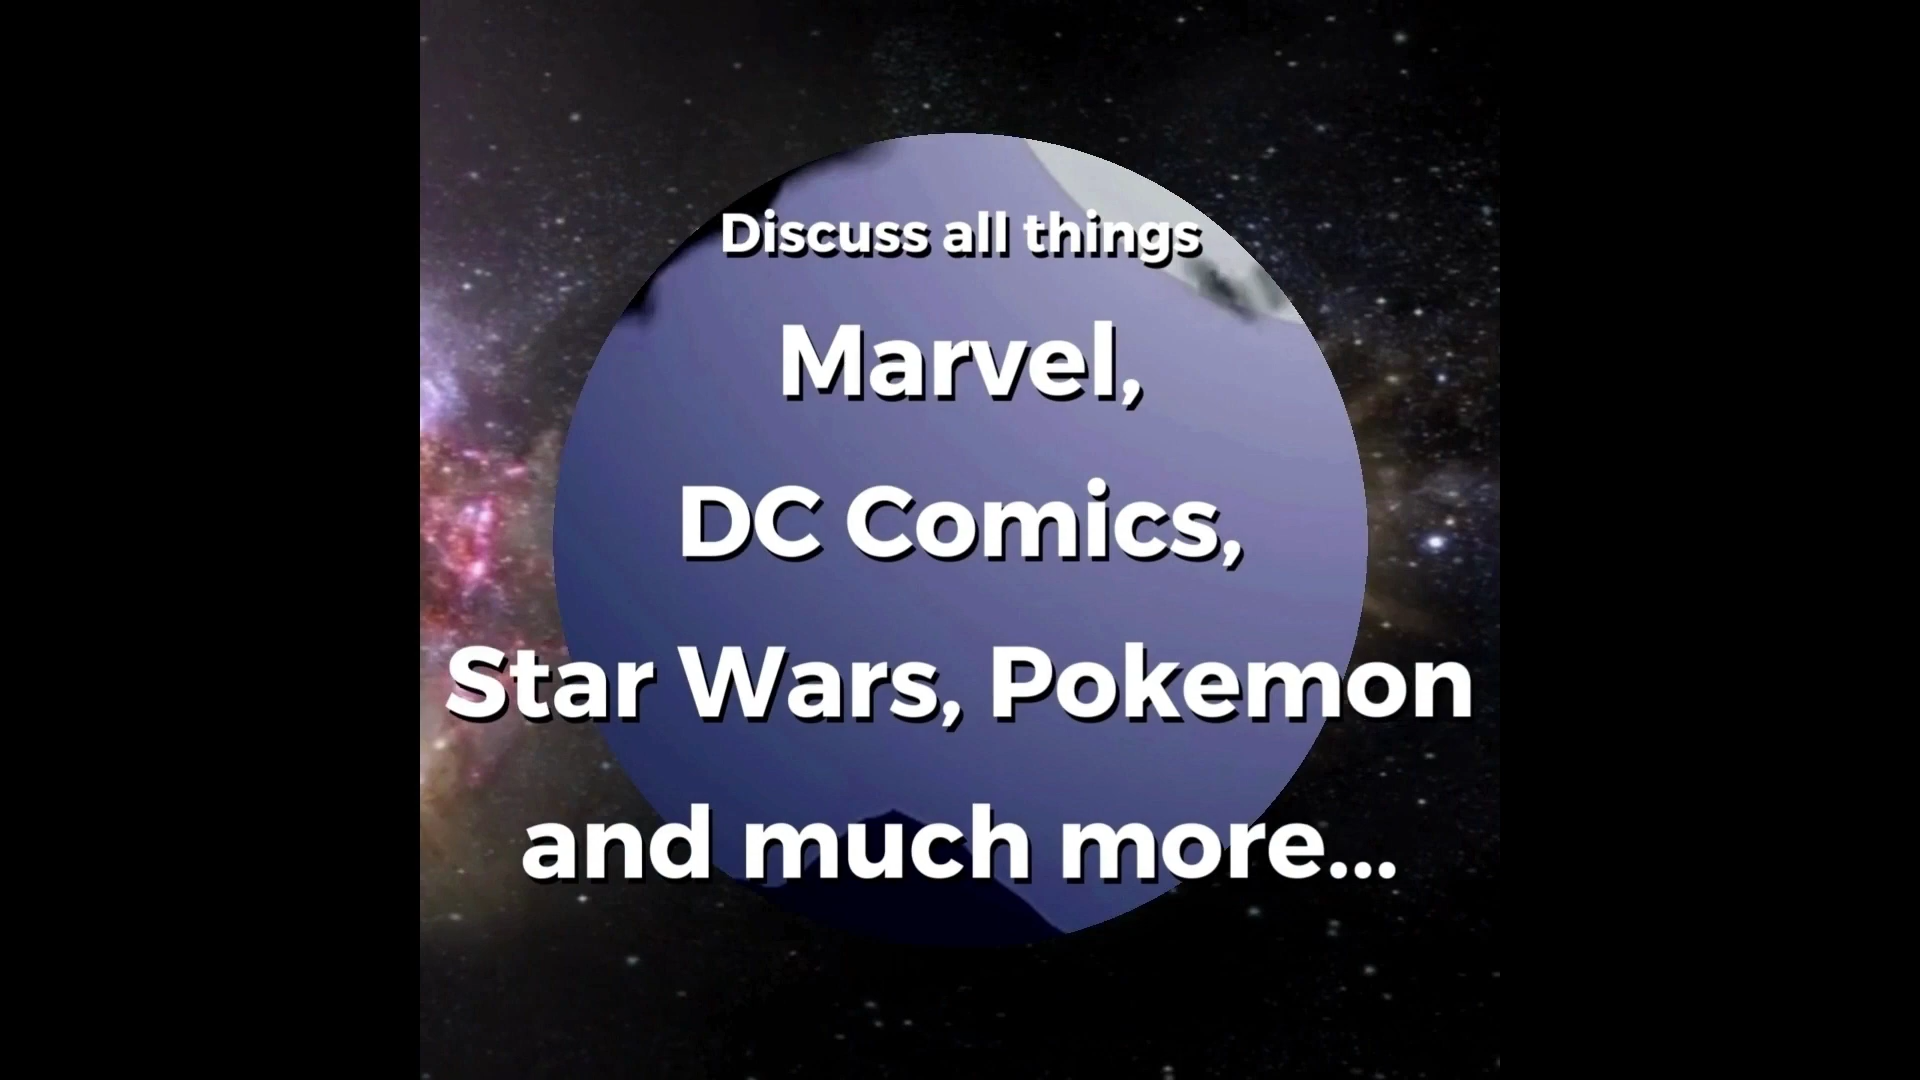 Discuss all things
Marvel,
DC Comics,
Star Wars, Pokemon
and much more...